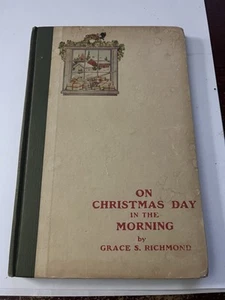 ON
CHRISTMAS DAY
IN THE
MORNING
by
GRACE S. RICHMOND